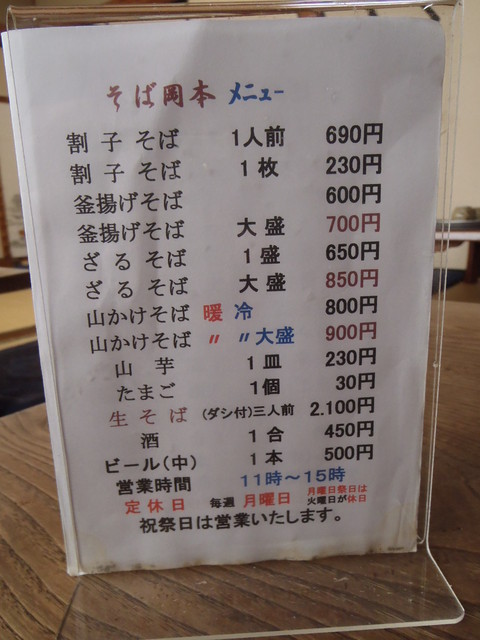 そば岡本 メニュー
割子そば 1人前 690円
割子そば 1枚 230円
釜揚げそば 600円
釜揚げそば 大盛 700円
ざるそば 1盛 650円
ざるそば 大盛 850円
山かけそば 暖 冷 800円
山かけそば 〃 〃大盛 900円
山芋 1皿 230円
たまご 1個 30円
生そば (ダシ付)三人前 2.100円
酒 1合 450円
ビール(中) 1本 500円
営業時間 11時～15時
定休日 毎週 月曜日 月曜日祭日は
火曜日が休日
祝祭日は営業いたします。